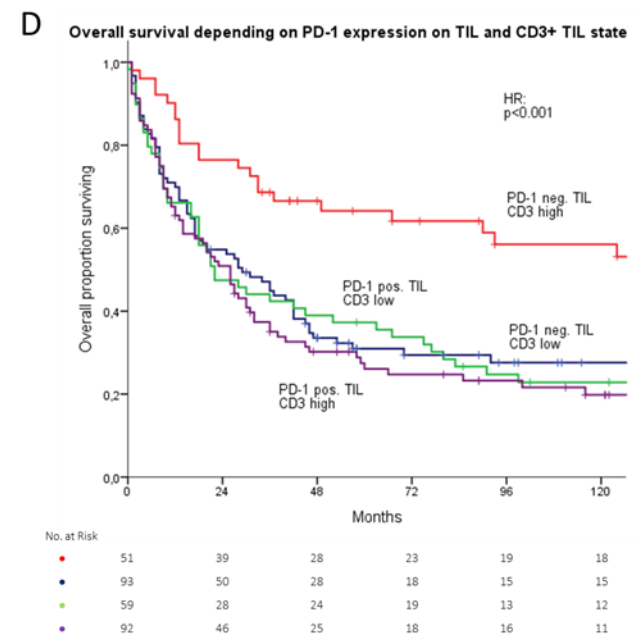 D
Overall survival depending on PD-1 expression on TIL and CD3+ TIL state
1,0
0,8
0,6
0,4
0,2
0,0
Overall proportion surviving
HR:
p<0.001
PD-1 neg. TIL
CD3 high
PD-1 pos. TIL
CD3 low
PD-1 neg. TIL
CD3 low
PD-1 pos. TIL
CD3 high
0 24 48 72 96 120
Months
No. at Risk
51 39 28 23 19 18
93 50 28 18 15 15
59 28 24 19 13 12
92 46 25 18 16 11